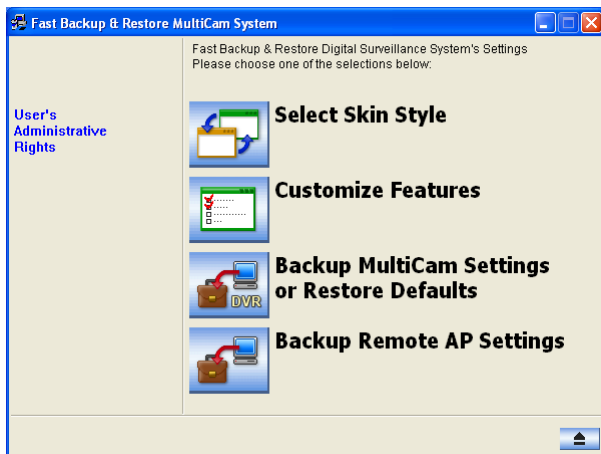 Fast Backup & Restore MultiCam System
Fast Backup & Restore Digital Surveillance System's Settings
Please choose one of the selections below:
User's
Administrative
Rights
Select Skin Style
Customize Features
Backup MultiCam Settings
or Restore Defaults
DVR
Backup Remote AP Settings